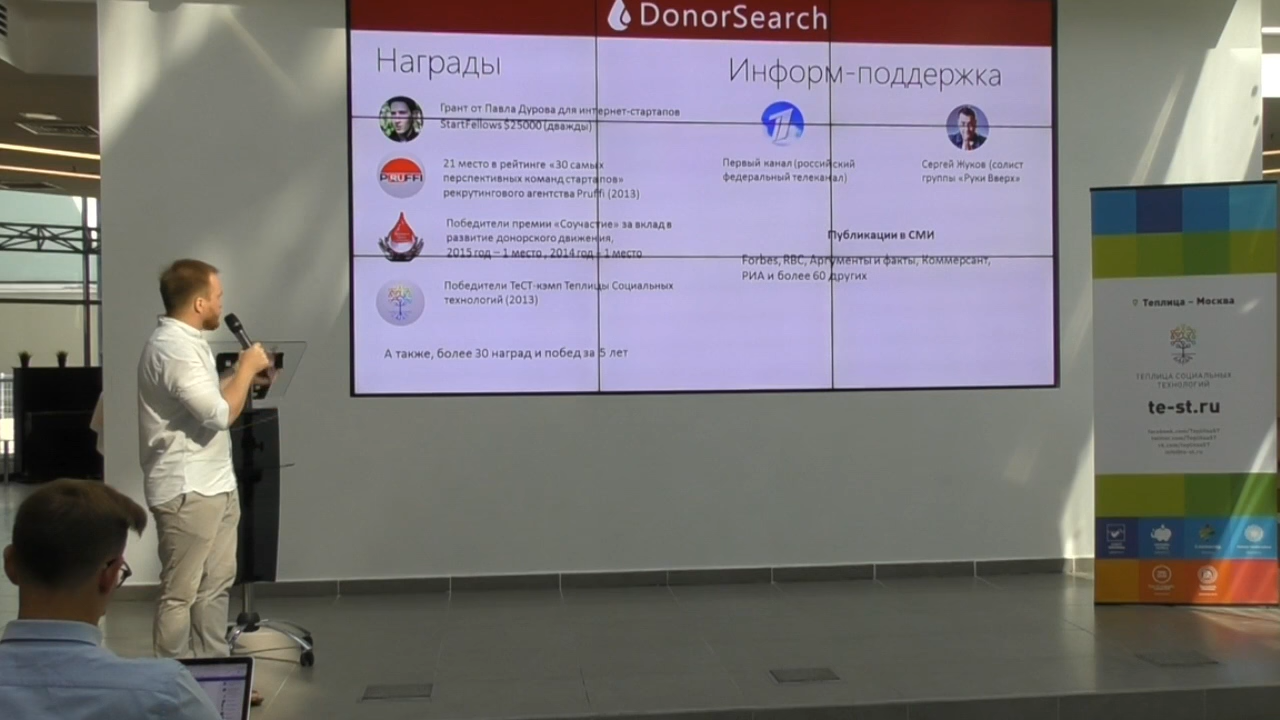 DonorSearch
Награды
Грант от Павла Дурова для интернет-стартапов
StartFellows $25000 (дважды)
PRUFFI
21 место в рейтинге «30 самых
перспективных команд стартапов»
рекрутингового агентства Pruffi (2013)
Победители премии «Соучастие» за вклад в
развитие донорского движения,
2015 год – 1 место , 2014 год – 1 место
Победители ТеСТ-кэмп Теплицы Социальных
технологий (2013)
А также, более 30 наград и побед за 5 лет
Информ-поддержка
Первый канал (российский
федеральный телеканал)
Сергей Жуков (солист
группы «Руки Вверх»
Публикации в СМИ
Forbes, RBC, Аргументы и факты, Коммерсант,
РИА и более 60 других
Теплица – Москва
ТЕПЛИЦА СОЦИАЛЬНЫХ
ТЕХНОЛОГИЙ
te-st.ru